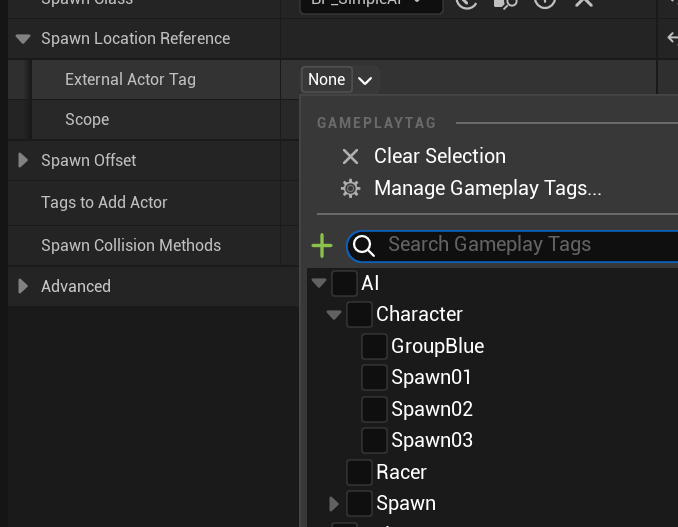 Spawn Class BP_SimpleAI
Spawn Location Reference
External Actor Tag None
Scope
GAMEPLAYTAG
Clear Selection
Manage Gameplay Tags...
Spawn Offset
Tags to Add Actor
Spawn Collision Methods
Search Gameplay Tags
Advanced
AI
Character
GroupBlue
Spawn01
Spawn02
Spawn03
Racer
Spawn